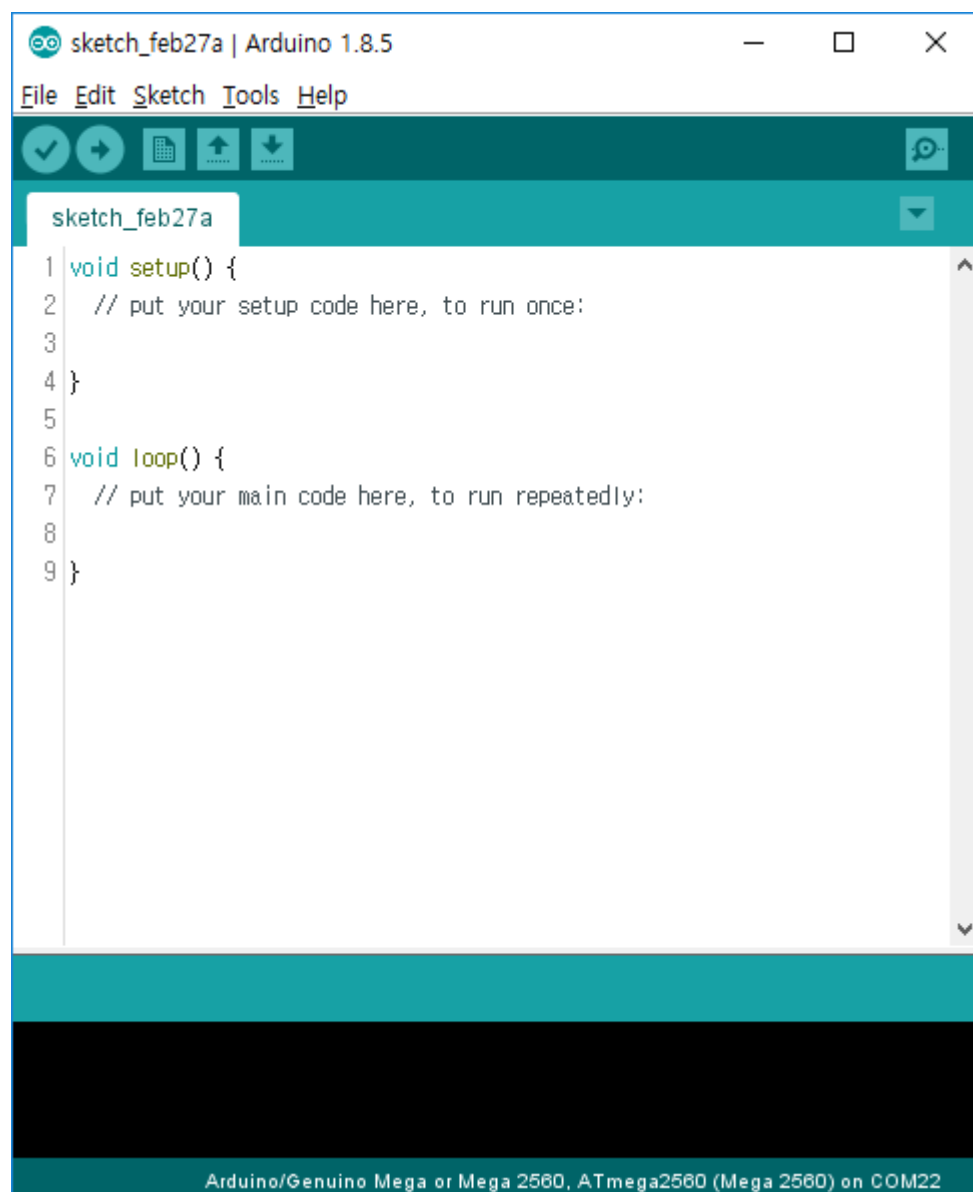 sketch_feb27a | Arduino 1.8.5
File Edit Sketch Tools Help
sketch_feb27a
1 void setup() {
2   // put your setup code here, to run once:
3
4 }
5
6 void loop() {
7   // put your main code here, to run repeatedly:
8
9 }
Arduino/Genuino Mega or Mega 2560, ATmega2560 (Mega 2560) on COM22